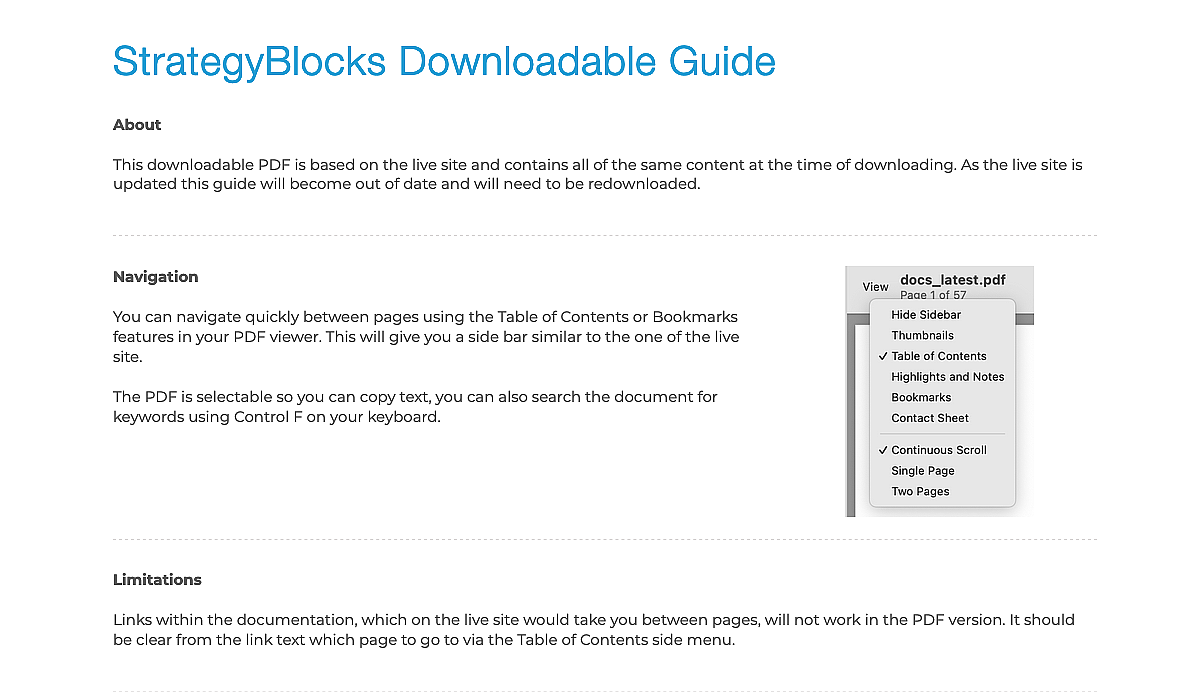 StrategyBlocks Downloadable Guide
About
This downloadable PDF is based on the live site and contains all of the same content at the time of downloading. As the live site is
updated this guide will become out of date and will need to be redownloaded.
Navigation
You can navigate quickly between pages using the Table of Contents or Bookmarks
features in your PDF viewer. This will give you a side bar similar to the one of the live
site.
The PDF is selectable so you can copy text, you can also search the document for
keywords using Control F on your keyboard.
View
docs_latest.pdf
Page 1 of 57
Hide Sidebar
Thumbnails
✓ Table of Contents
Highlights and Notes
Bookmarks
Contact Sheet
✓ Continuous Scroll
Single Page
Two Pages
Limitations
Links within the documentation, which on the live site would take you between pages, will not work in the PDF version. It should
be clear from the link text which page to go to via the Table of Contents side menu.